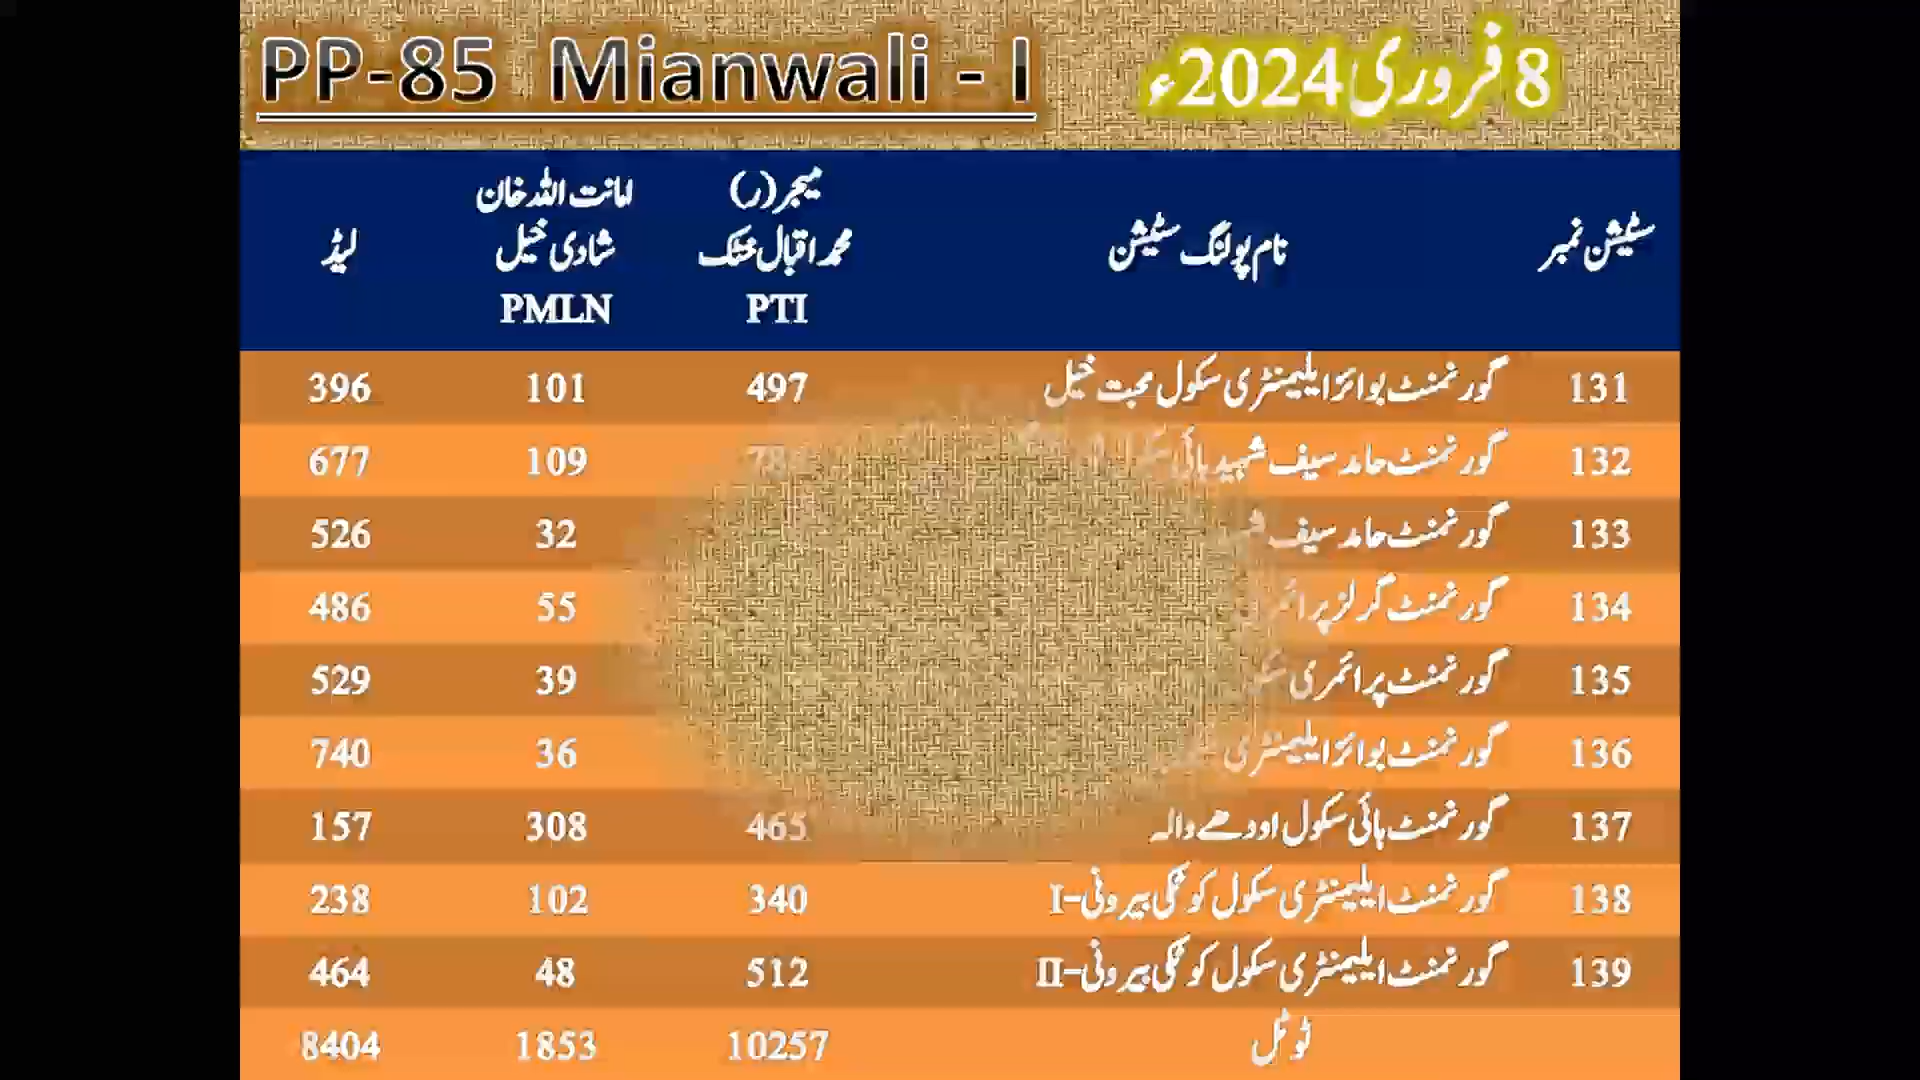 PP-85 Mianwali - I 8 فروری 2024ء
سٹیشن نمبر نام پولنگ سٹیشن میجر(ر) محمد اقبال خٹک PTI امانت اللہ خان شادی خیل PMLN لیڈ
131 گورنمنٹ بوائز ایلیمنٹری سکول محبت خیل 497 101 396
132 گورنمنٹ حامد سیف شہید ہائی 109 677
133 گورنمنٹ حامد سیف 32 526
134 گورنمنٹ گرلز 55 486
135 گورنمنٹ پرائمری 39 529
136 گورنمنٹ بوائز ایلیمنٹری 36 740
137 گورنمنٹ ہائی سکول اودھے والہ 465 308 157
138 گورنمنٹ ایلیمنٹری سکول کوٹکی بیرونی-I 340 102 238
139 گورنمنٹ ایلیمنٹری سکول کوٹکی بیرونی-II 512 48 464
ٹوٹل 10257 1853 8404